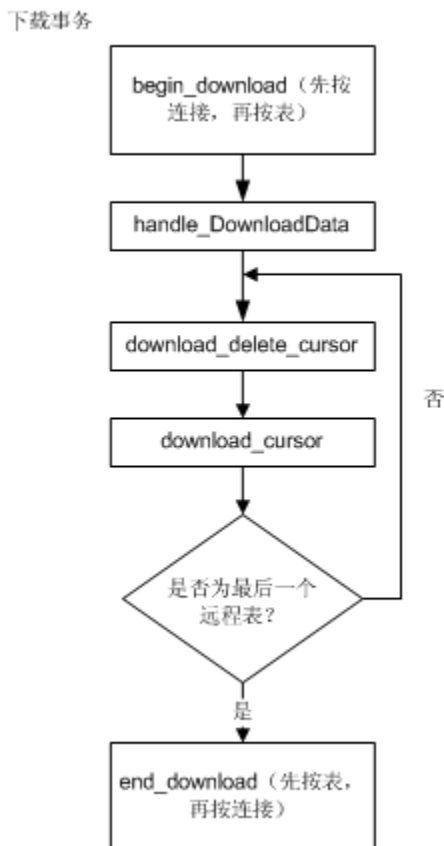 下载事务
begin_download（先按
连接，再按表）
handle_DownloadData
download_delete_cursor
否
download_cursor
是否为最后一个
远程表？
是
end_download（先按表，
再按连接）